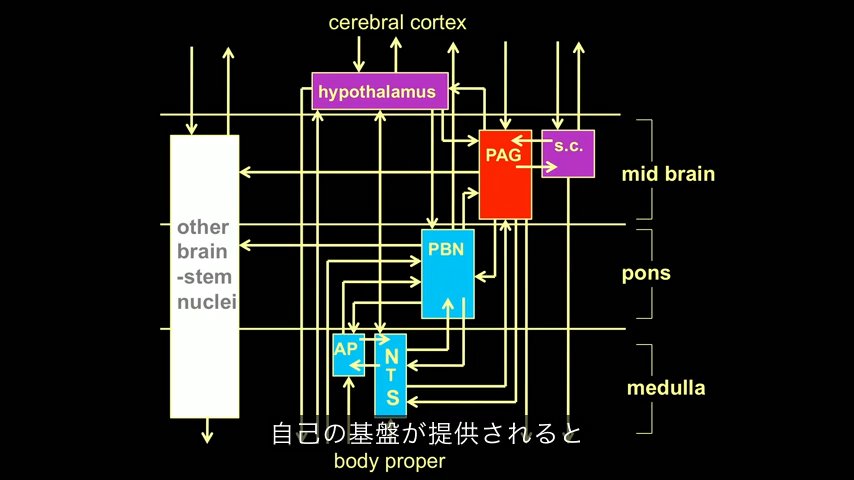 cerebral cortex
hypothalamus
PAG
s.c.
mid brain
other
brain
-stem
nuclei
PBN
pons
AP
N
T
S
medulla
自己の基盤が提供されると
body proper